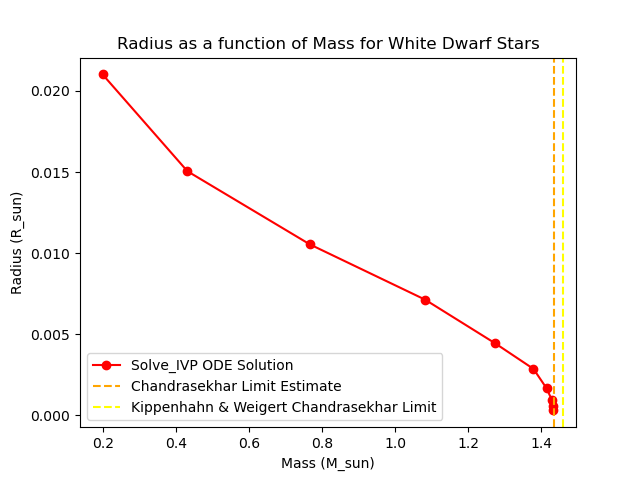 Radius as a function of Mass for White Dwarf Stars
0.020
0.015
0.010
0.005
0.000
Radius (R_sun)
Solve_IVP ODE Solution
Chandrasekhar Limit Estimate
Kippenhahn & Weigert Chandrasekhar Limit
0.2 0.4 0.6 0.8 1.0 1.2 1.4
Mass (M_sun)